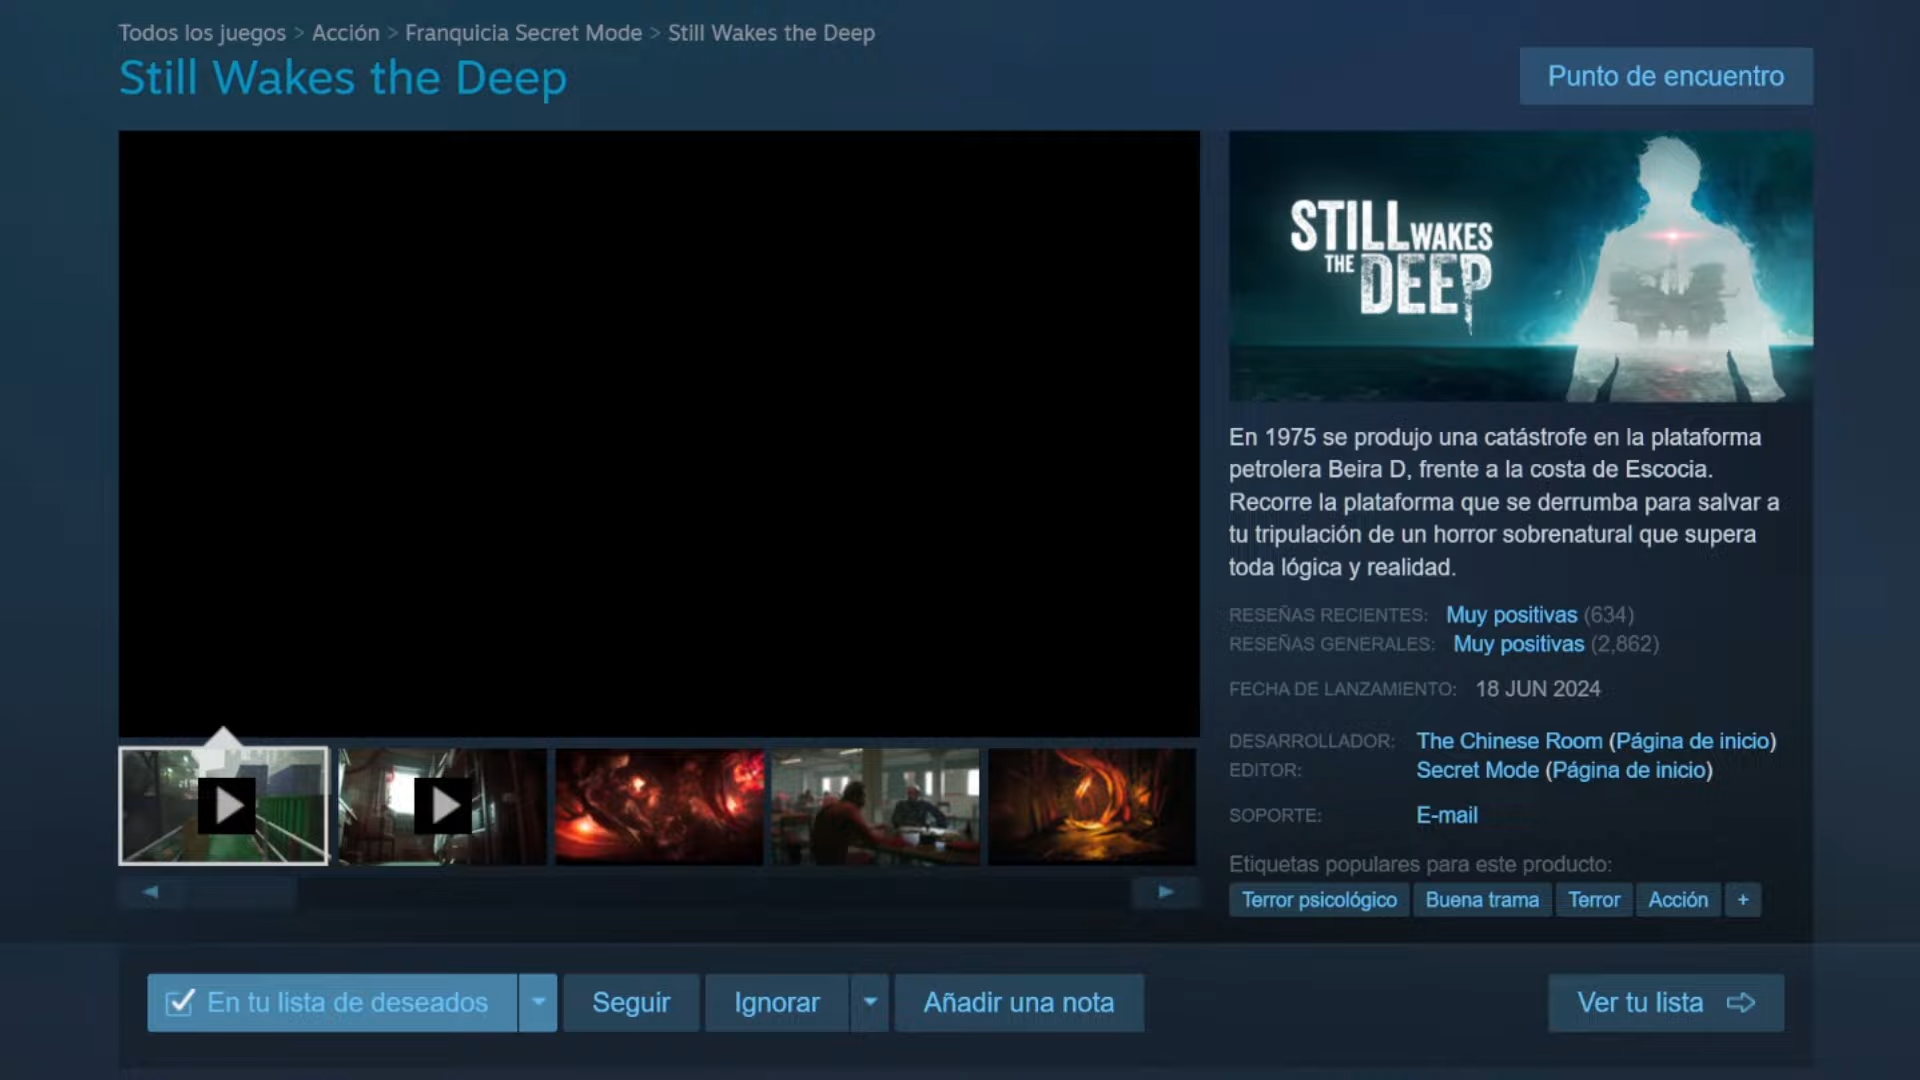 Todos los juegos > Acción > Franquicia Secret Mode > Still Wakes the Deep
Still Wakes the Deep
Punto de encuentro
STILL WAKES
THE DEEP
En 1975 se produjo una catástrofe en la plataforma
petrolera Beira D, frente a la costa de Escocia.
Recorre la plataforma que se derrumba para salvar a
tu tripulación de un horror sobrenatural que supera
toda lógica y realidad.
RESEÑAS RECIENTES: Muy positivas (634)
RESEÑAS GENERALES: Muy positivas (2,862)
FECHA DE LANZAMIENTO: 18 JUN 2024
DESARROLLADOR: The Chinese Room (Página de inicio)
EDITOR: Secret Mode (Página de inicio)
SOPORTE: E-mail
Etiquetas populares para este producto:
Terror psicológico Buena trama Terror Acción +
En tu lista de deseados Seguir Ignorar Añadir una nota Ver tu lista